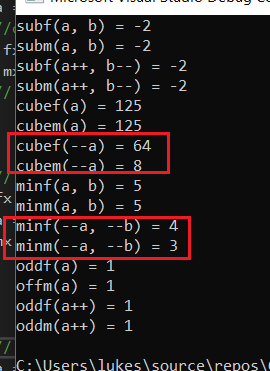 Microsoft Visual Studio Debug Co
subf(a, b) = -2
subm(a, b) = -2
subf(a++, b--) = -2
subm(a++, b--) = -2
cubef(a) = 125
cubem(a) = 125
cubef(--a) = 64
cubem(--a) = 8
minf(a, b) = 5
minm(a, b) = 5
minf(--a, --b) = 4
minm(--a, --b) = 3
oddf(a) = 1
offm(a) = 1
oddf(a++) = 1
oddm(a++) = 1
C:\Users\lukes\source\repos\